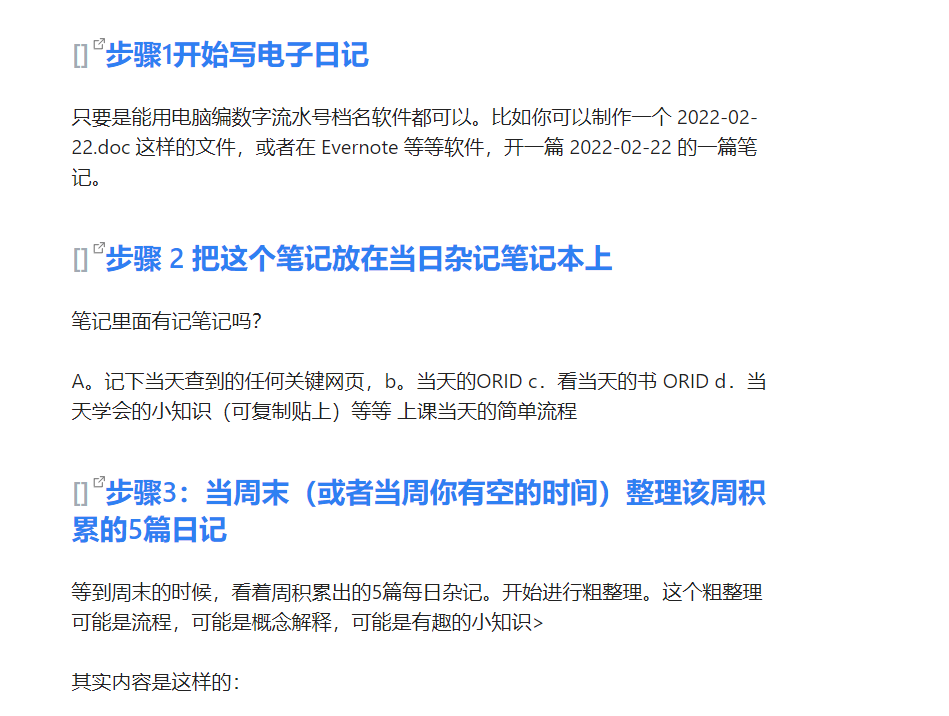 []步骤1开始写电子日记
只要是能用电脑编数字流水号档名软件都可以。比如你可以制作一个 2022-02-
22.doc 这样的文件，或者在 Evernote 等等软件，开一篇 2022-02-22 的一篇笔
记。
[]步骤 2 把这个笔记放在当日杂记笔记本上
笔记里面有记笔记吗？
A。记下当天查到的任何关键网页，b。当天的ORID c．看当天的书 ORID d．当
天学会的小知识（可复制贴上）等等 上课当天的简单流程
[]步骤3：当周末（或者当周你有空的时间）整理该周积
累的5篇日记
等到周末的时候，看着周积累出的5篇每日杂记。开始进行粗整理。这个粗整理
可能是流程，可能是概念解释，可能是有趣的小知识>
其实内容是这样的：